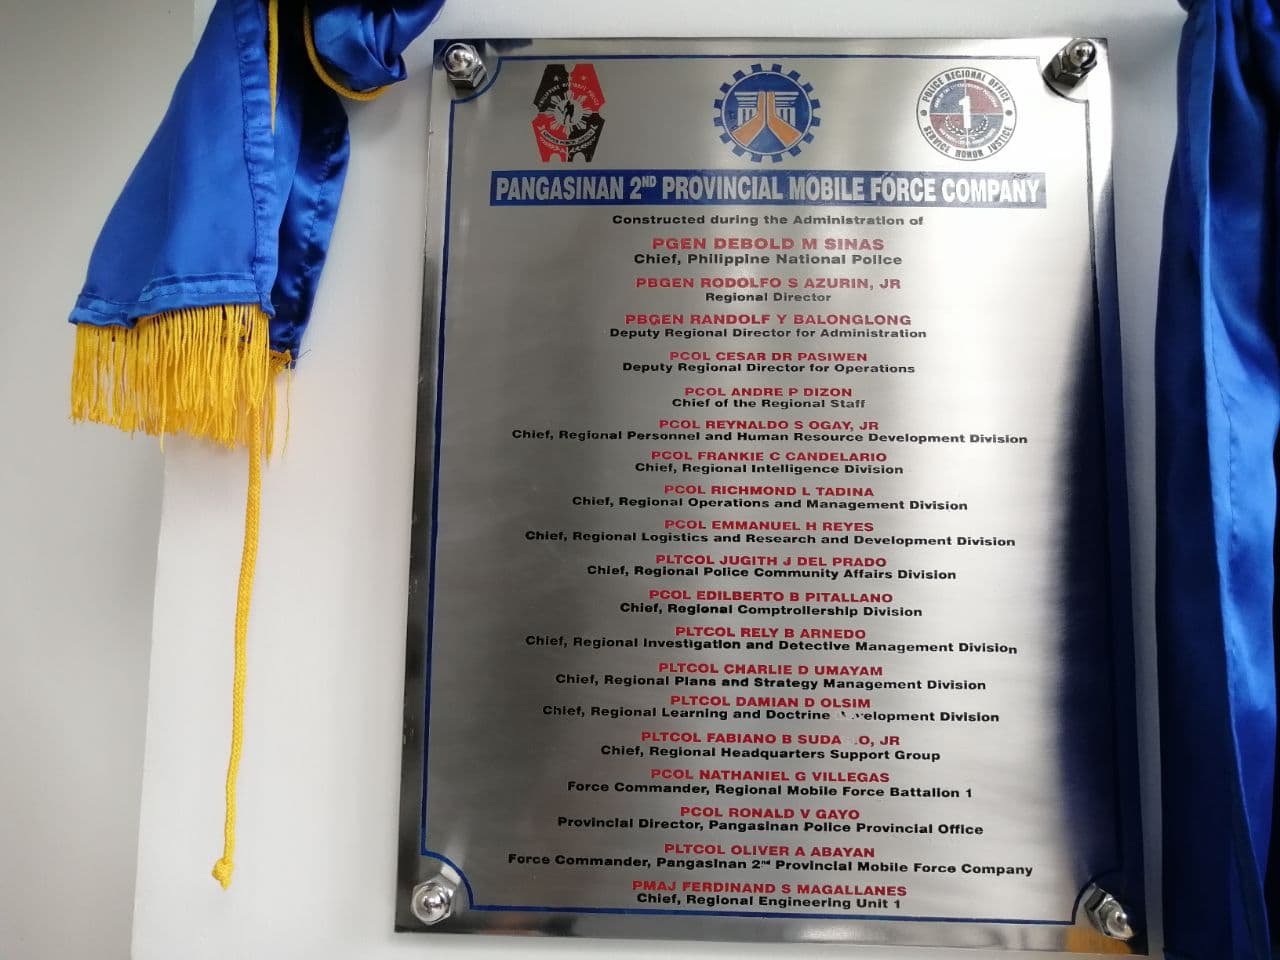 POLICE REGIONAL OFFICE
1
SERVICE HONOR JUSTICE
PANGASINAN 2ND PROVINCIAL MOBILE FORCE COMPANY
Constructed during the Administration of
PGEN DEBOLD M SINAS
Chief, Philippine National Police
PBGEN RODOLFO S AZURIN, JR
Regional Director
PBGEN RANDOLF Y BALONGLONG
Deputy Regional Director for Administration
PCOL CESAR DR PASIWEN
Deputy Regional Director for Operations
PCOL ANDRE P DIZON
Chief of the Regional Staff
PCOL REYNALDO S OGAY, JR
Chief, Regional Personnel and Human Resource Development Division
PCOL FRANKIE C CANDELARIO
Chief, Regional Intelligence Division
PCOL RICHMOND L TADINA
Chief, Regional Operations and Management Division
PCOL EMMANUEL H REYES
Chief, Regional Logistics and Research and Development Division
PLTCOL JUGITH J DEL PRADO
Chief, Regional Police Community Affairs Division
PCOL EDILBERTO B PITALLANO
Chief, Regional Comptrollership Division
PLTCOL RELY B ARNEDO
Chief, Regional Investigation and Detective Management Division
PLTCOL CHARLIE D UMAYAM
Chief, Regional Plans and Strategy Management Division
PLTCOL DAMIAN D OLSIM
Chief, Regional Learning and Doctrine Division
PLTCOL FABIANO B JR
Chief, Regional Headquarters Support Group
PCOL NATHANIEL G VILLEGAS
Force Commander, Regional Mobile Force Battalion 1
PCOL RONALD V GAYO
Provincial Director, Pangasinan Police Provincial Office
PLTCOL OLIVER A ABAYAN
Force Commander, Pangasinan 2nd Provincial Mobile Force Company
PMAJ FERDINAND S MAGALLANES
Chief, Regional Engineering Unit 1